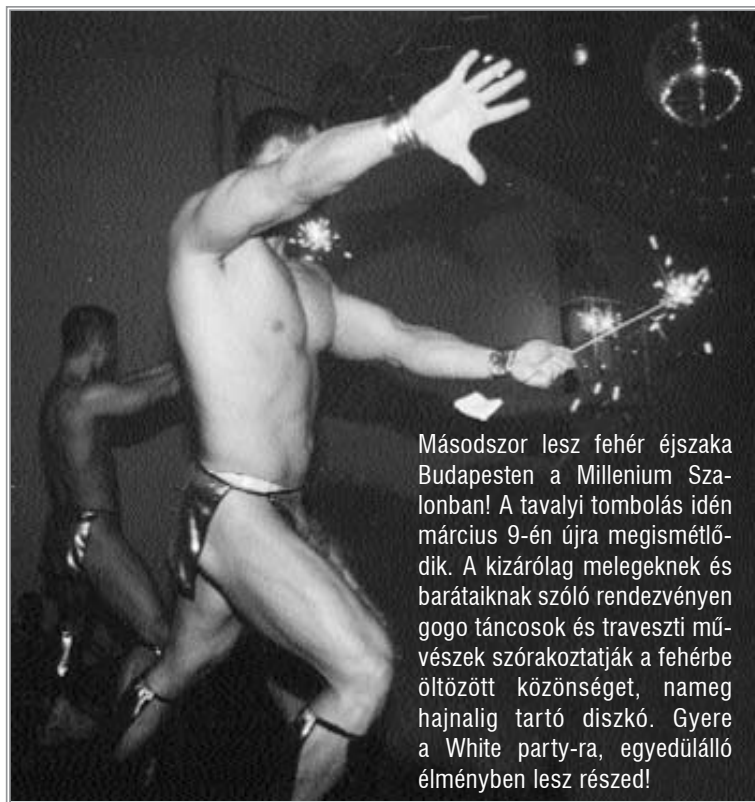 Másodszor lesz fehér éjszaka
Budapesten a Millenium Sza-
lonban! A tavalyi tombolás idén
március 9-én újra megismétlő-
dik. A kizárólag melegeknek és
barátaiknak szóló rendezvényen
gogo táncosok és traveszti mű-
vészek szórakoztatják a fehérbe
öltözött közönséget, nameg
hajnalig tartó diszkó. Gyere
a White party-ra, egyedülálló
élményben lesz részed!